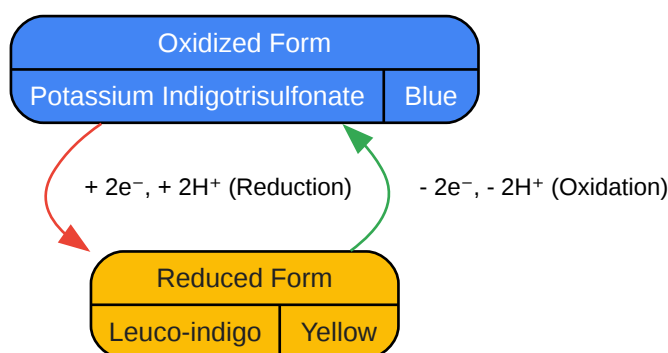 Oxidized Form
Potassium Indigotrisulfonate Blue
+ 2e⁻, + 2H⁺ (Reduction) - 2e⁻, - 2H⁺ (Oxidation)
Reduced Form
Leuco-indigo Yellow